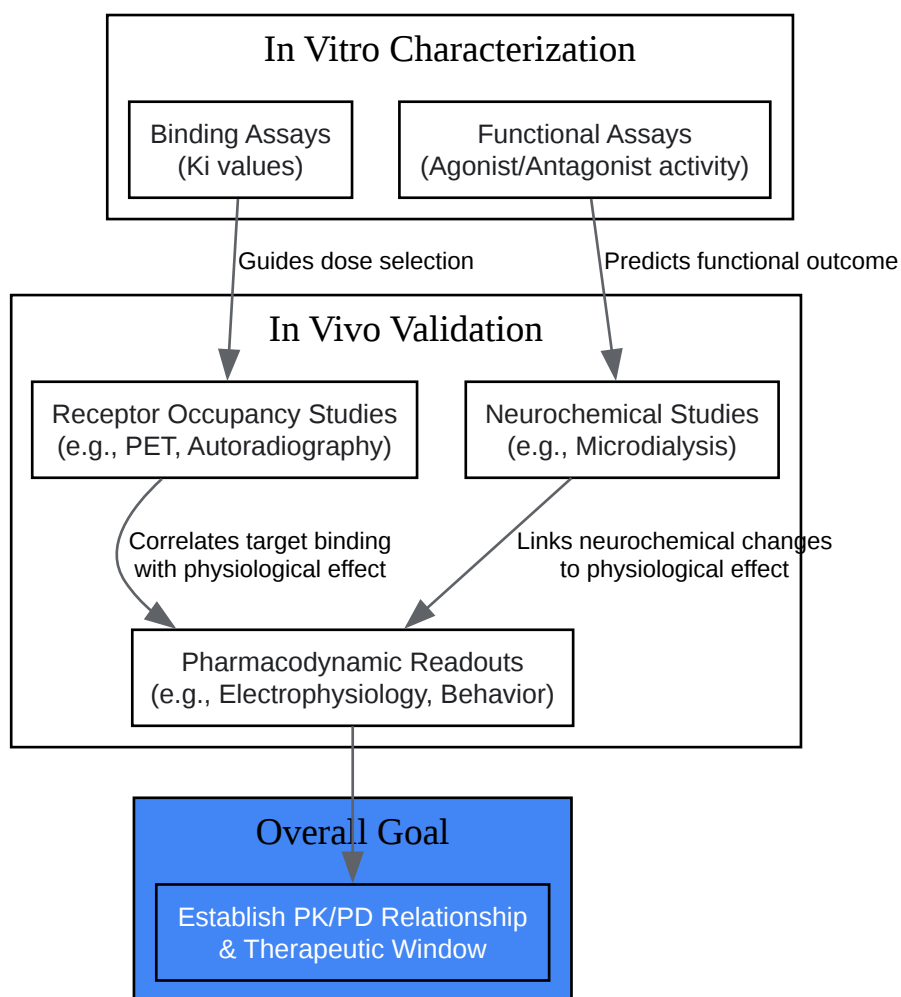 In Vitro Characterization
Binding Assays
(Ki values)
Functional Assays
(Agonist/Antagonist activity)
Guides dose selection
Predicts functional outcome
In Vivo Validation
Receptor Occupancy Studies
(e.g., PET, Autoradiography)
Neurochemical Studies
(e.g., Microdialysis)
Correlates target binding
with physiological effect
Links neurochemical changes
to physiological effect
Pharmacodynamic Readouts
(e.g., Electrophysiology, Behavior)
Overall Goal
Establish PK/PD Relationship
& Therapeutic Window